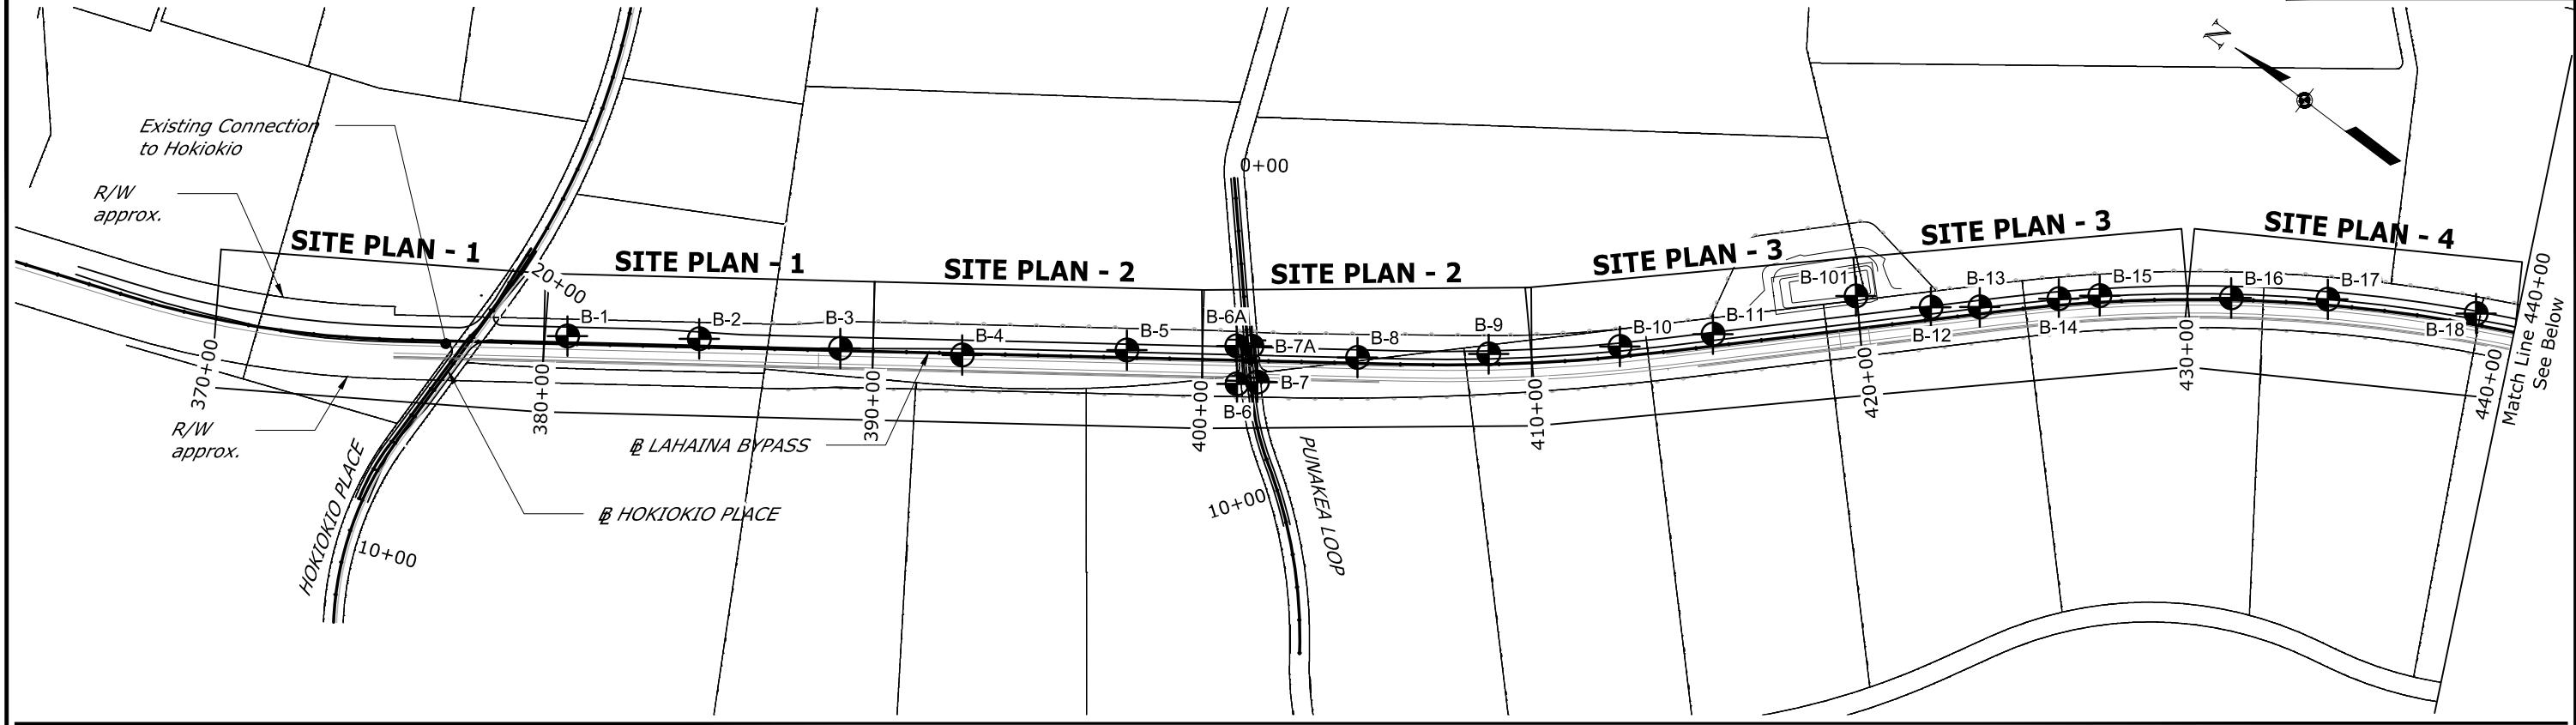 N
Existing Connection
to Hokiokio
R/W
approx.
0+00
SITE PLAN - 1
SITE PLAN - 1
SITE PLAN - 2
SITE PLAN - 2
SITE PLAN - 3
SITE PLAN - 3
SITE PLAN - 4
20+00
B-1
B-2
B-3
B-4
B-5
B-6A
B-7A
B-8
B-9
B-10
B-11
B-101
B-13
B-12
B-14
B-15
B-16
B-17
B-18
B-7
B-6
370+00
380+00
390+00
400+00
410+00
420+00
430+00
440+00
Match Line 440+00
See Below
R/W
approx.
℄ LAHAINA BYPASS
℄ HOKIOKIO PLACE
HOKIOKIO PLACE
10+00
10+00
PUNAKEA LOOP